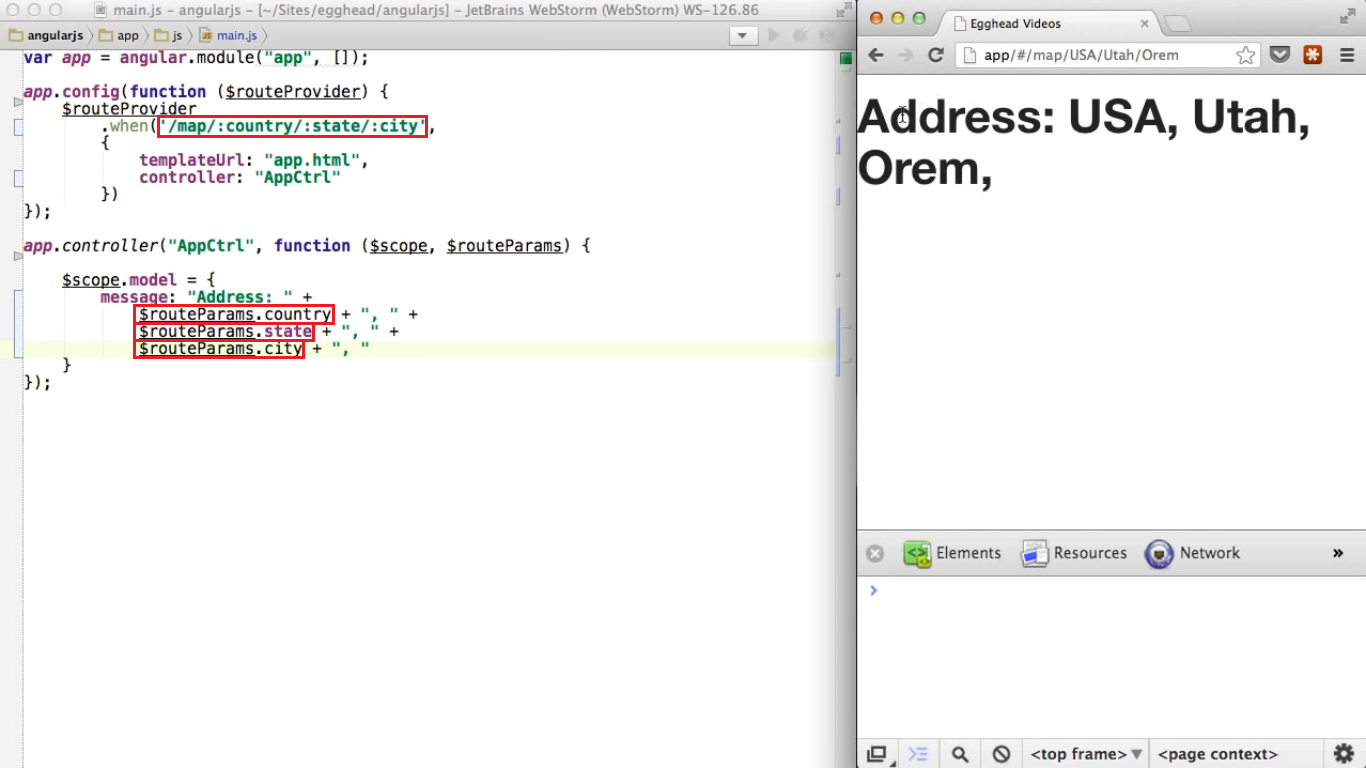 main.js – angularjs – [~/Sites/egghead/angularjs] – JetBrains WebStorm (WebStorm) WS-126.86
angularjs app js main.js
var app = angular.module("app", []);
app.config(function ($routeProvider) {
$routeProvider
.when('/map/:country/:state/:city',
{
templateUrl: "app.html",
controller: "AppCtrl"
})
});
app.controller("AppCtrl", function ($scope, $routeParams) {
$scope.model = {
message: "Address: " +
$routeParams.country + ", " +
$routeParams.state + ", " +
$routeParams.city + ", "
}
});
Egghead Videos
app/#/map/USA/Utah/Orem
Address: USA, Utah,
Orem,
Elements Resources Network »
<top frame> <page context>